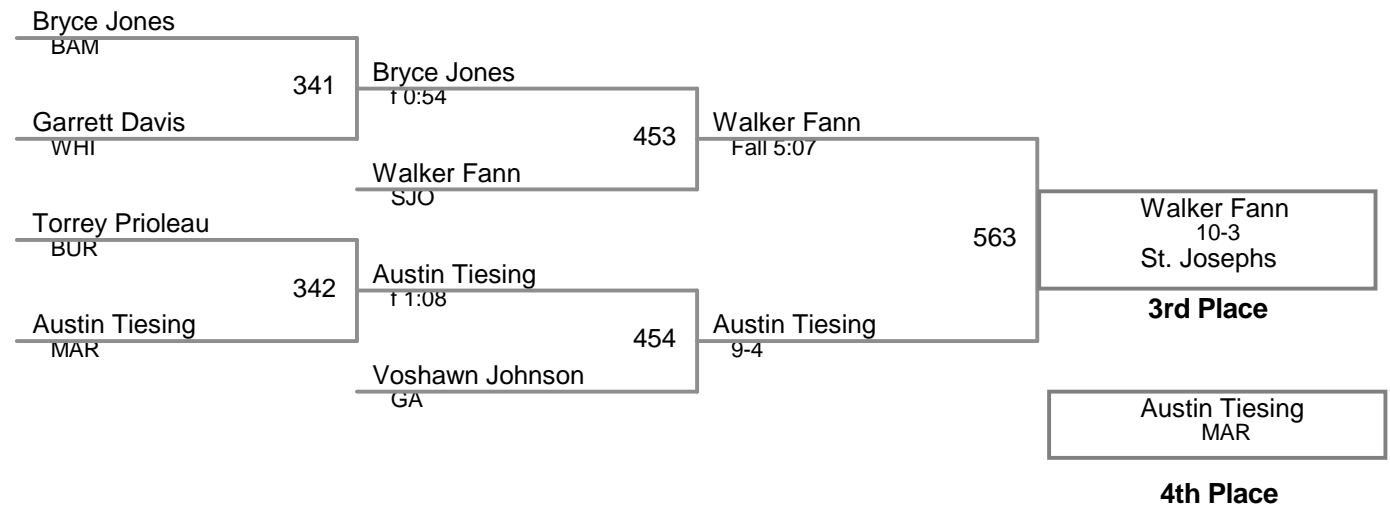 Bryce Jones
BAM
341
Bryce Jones
f 0:54
Garrett Davis
WHI
453
Walker Fann
Fall 5:07
Walker Fann
SJO
Torrey Prioleau
BUR
342
Austin Tiesing
f 1:08
Austin Tiesing
MAR
454
Austin Tiesing
9-4
Voshawn Johnson
GA
563
Walker Fann
10-3
St. Josephs
3rd Place
Austin Tiesing
MAR
4th Place